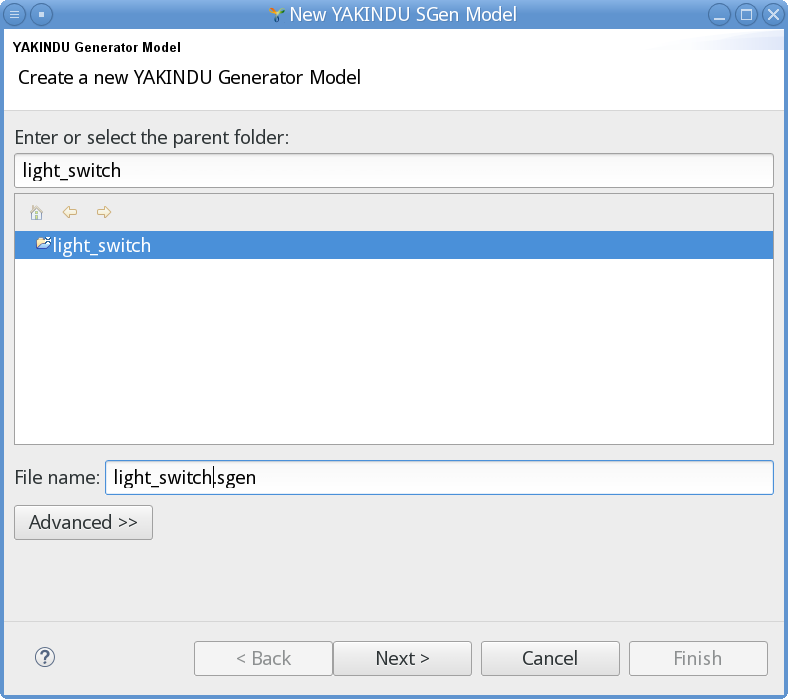 New YAKINDU SGen Model
YAKINDU Generator Model
Create a new YAKINDU Generator Model
Enter or select the parent folder:
light_switch
light_switch
File name: light_switch.sgen
Advanced >>
? < Back Next > Cancel Finish